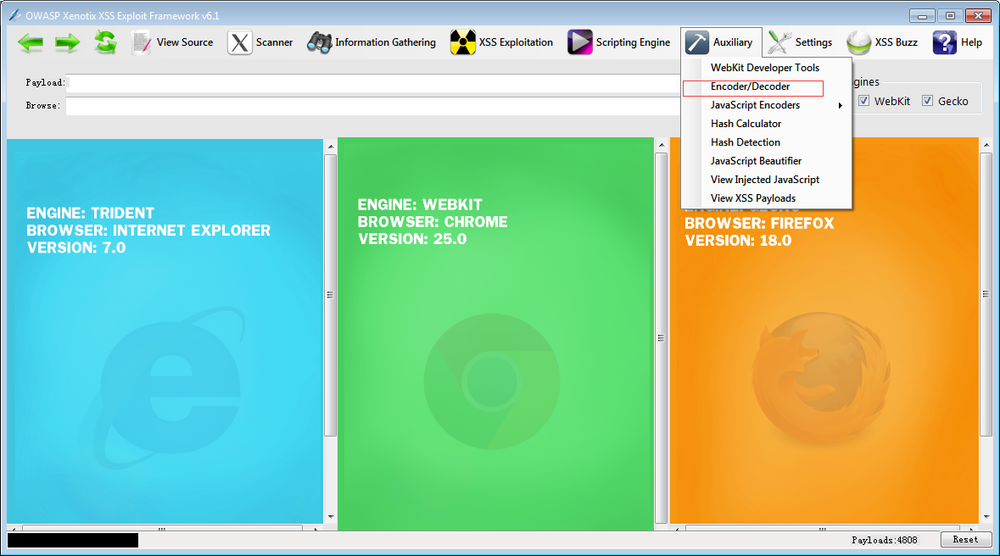 OWASP Xenotix XSS Exploit Framework v6.1
View Source Scanner Information Gathering XSS Exploitation Scripting Engine Auxiliary Settings XSS Buzz Help
WebKit Developer Tools
Encoder/Decoder
JavaScript Encoders
Hash Calculator
Hash Detection
JavaScript Beautifier
View Injected JavaScript
View XSS Payloads
Payload:
Browse:
gines
WebKit Gecko
ENGINE: TRIDENT
BROWSER: INTERNET EXPLORER
VERSION: 7.0
ENGINE: WEBKIT
BROWSER: CHROME
VERSION: 25.0
ENGINE: GECKO
BROWSER: FIREFOX
VERSION: 18.0
Payloads:4808
Reset